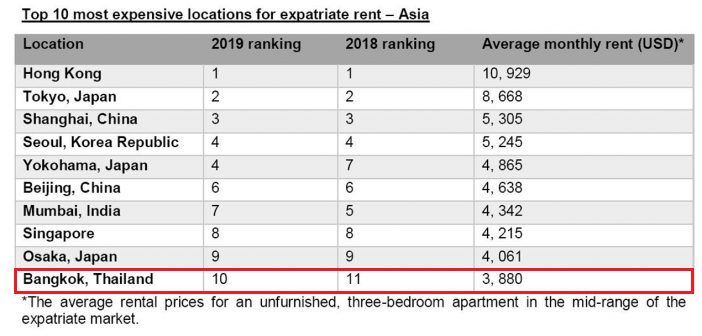 Top 10 most expensive locations for expatriate rent – Asia
Location 2019 ranking 2018 ranking Average monthly rent (USD)*
Hong Kong 1 1 10, 929
Tokyo, Japan 2 2 8, 668
Shanghai, China 3 3 5, 305
Seoul, Korea Republic 4 4 5, 245
Yokohama, Japan 4 7 4, 865
Beijing, China 6 6 4, 638
Mumbai, India 7 5 4, 342
Singapore 8 8 4, 215
Osaka, Japan 9 9 4, 061
Bangkok, Thailand 10 11 3, 880
*The average rental prices for an unfurnished, three-bedroom apartment in the mid-range of the
expatriate market.